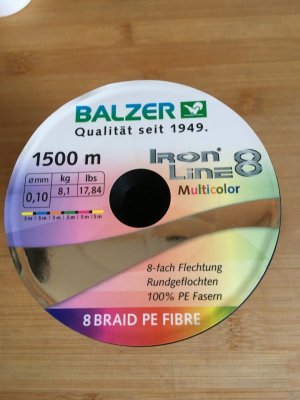 BALZER
Qualität seit 1949.
1500 m
IRON LINE 8
Multicolor
ømm kg lbs
0,10 8,1 17,84
8-fach Flechtung
Rundgeflochten
100% PE Fasern
8 BRAID PE FIBRE